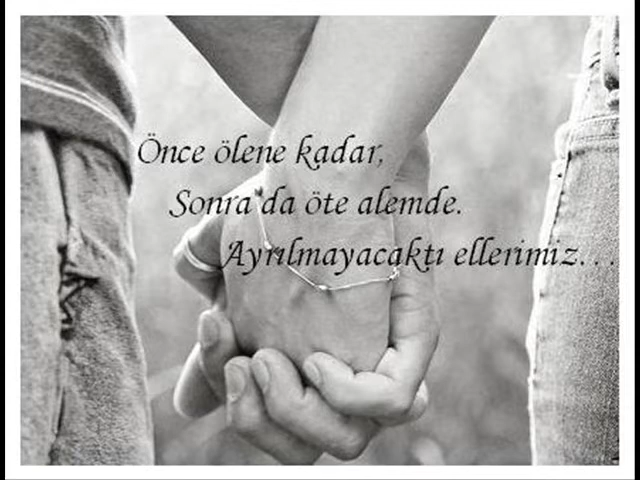 Önce ölene kadar,
Sonra da öte alemde.
Ayrılmayacaktı ellerimiz...